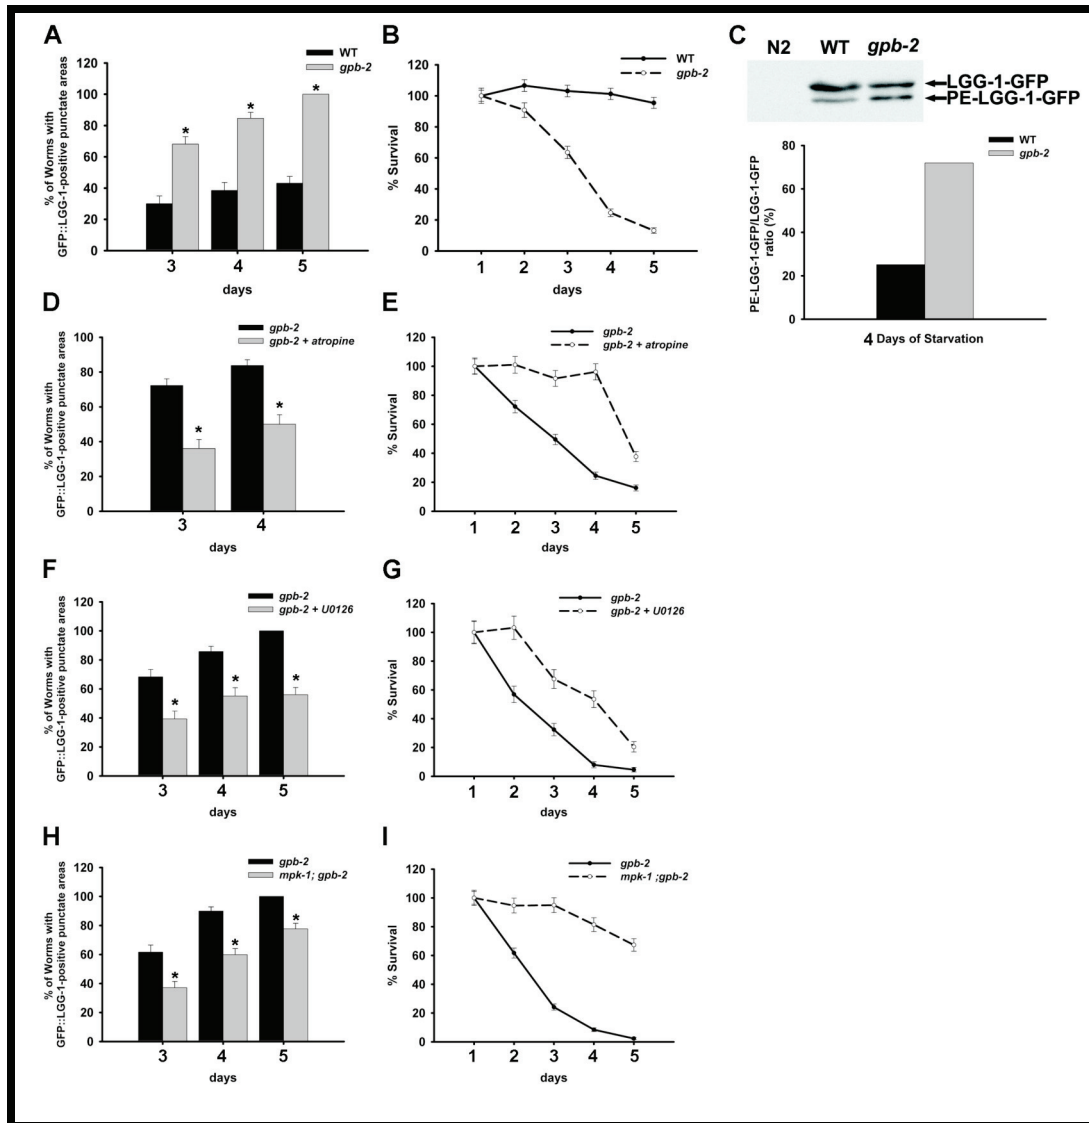 A
WT
gpb-2
% of Worms with
GFP::LGG-1-positive punctate areas
120
100
80
60
40
20
0
*
*
*
3 4 5
days
B
WT
gpb-2
% Survival
120
100
80
60
40
20
0
1 2 3 4 5
days
C
N2 WT gpb-2
LGG-1-GFP
PE-LGG-1-GFP
WT
gpb-2
PE-LGG-1-GFP/LGG-1-GFP
ratio (%)
80
60
40
20
0
4 Days of Starvation
D
gpb-2
gpb-2 + atropine
% of Worms with
GFP::LGG-1-positive punctate areas
100
80
60
40
20
0
*
*
3 4
days
E
gpb-2
gpb-2 + atropine
% Survival
120
100
80
60
40
20
0
1 2 3 4 5
days
F
gpb-2
gpb-2 + U0126
% of Worms with
GFP::LGG-1-positive punctate areas
120
100
80
60
40
20
0
*
*
*
3 4 5
days
G
gpb-2
gpb-2 + U0126
% Survival
120
100
80
60
40
20
0
1 2 3 4 5
days
H
gpb-2
mpk-1; gpb-2
% of Worms with
GFP::LGG-1-positive punctate areas
120
100
80
60
40
20
0
*
*
*
3 4 5
days
I
gpb-2
mpk-1 ;gpb-2
% Survival
120
100
80
60
40
20
0
1 2 3 4 5
days